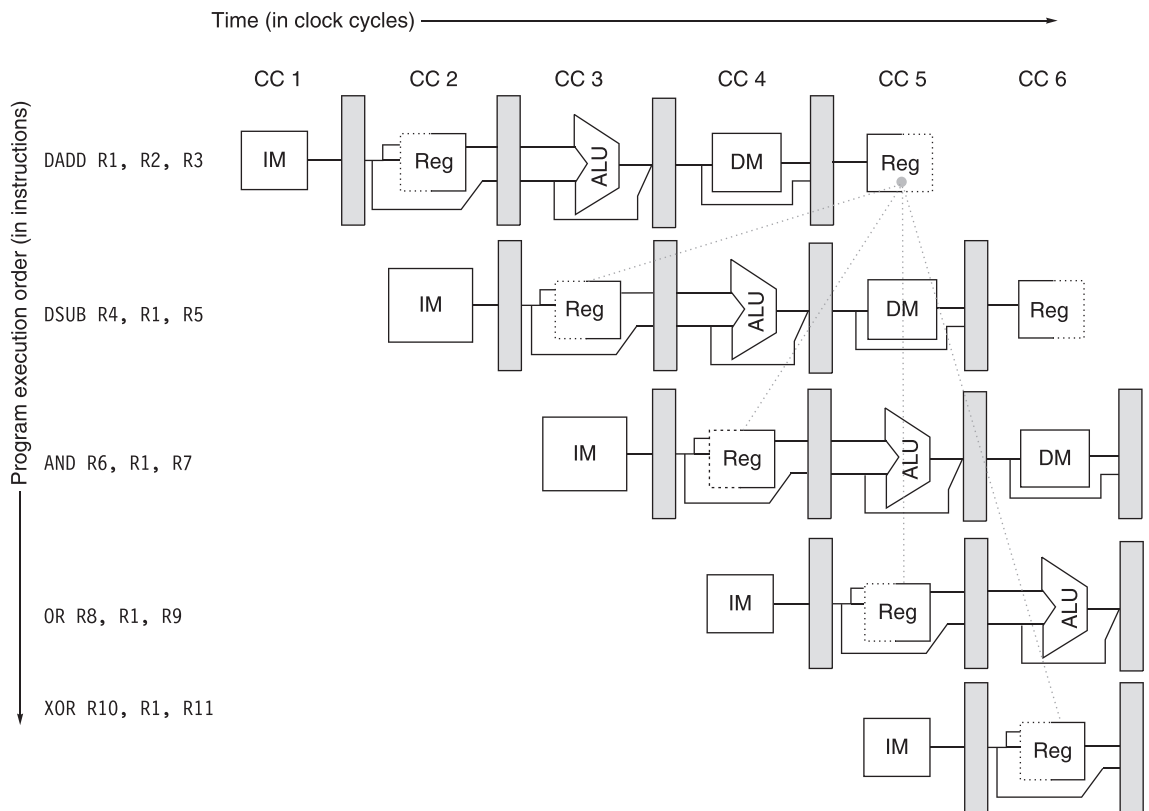 Time (in clock cycles)
CC 1 CC 2 CC 3 CC 4 CC 5 CC 6
Program execution order (in instructions)
DADD R1, R2, R3 IM Reg ALU DM Reg
DSUB R4, R1, R5 IM Reg ALU DM Reg
AND R6, R1, R7 IM Reg ALU DM
OR R8, R1, R9 IM Reg ALU
XOR R10, R1, R11 IM Reg